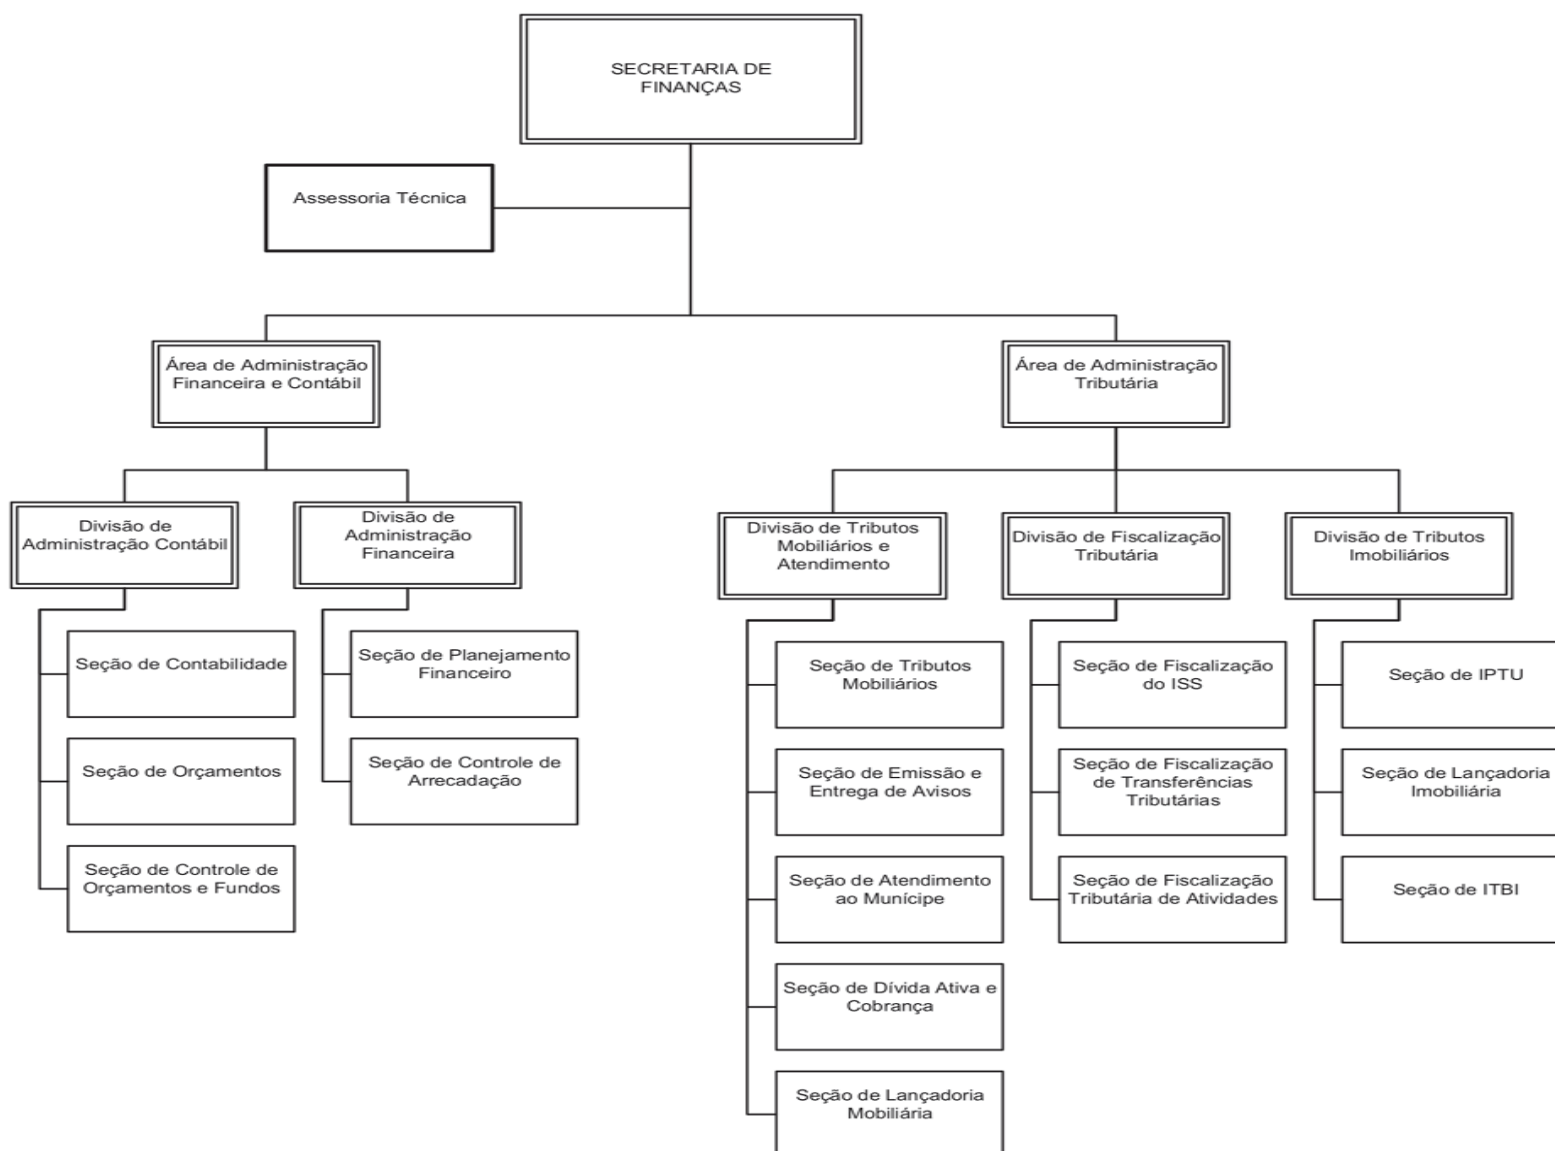 SECRETARIA DE
FINANÇAS
Assessoria Técnica
Área de Administração
Financeira e Contábil
Área de Administração
Tributária
Divisão de
Administração Contábil
Divisão de
Administração
Financeira
Divisão de Tributos
Mobiliários e
Atendimento
Divisão de Fiscalização
Tributária
Divisão de Tributos
Imobiliários
Seção de Contabilidade
Seção de Orçamentos
Seção de Controle de
Orçamentos e Fundos
Seção de Planejamento
Financeiro
Seção de Controle de
Arrecadação
Seção de Tributos
Mobiliários
Seção de Emissão e
Entrega de Avisos
Seção de Atendimento
ao Munícipe
Seção de Dívida Ativa e
Cobrança
Seção de Lançadoria
Mobiliária
Seção de Fiscalização
do ISS
Seção de Fiscalização
de Transferências
Tributárias
Seção de Fiscalização
Tributária de Atividades
Seção de IPTU
Seção de Lançadoria
Imobiliária
Seção de ITBI